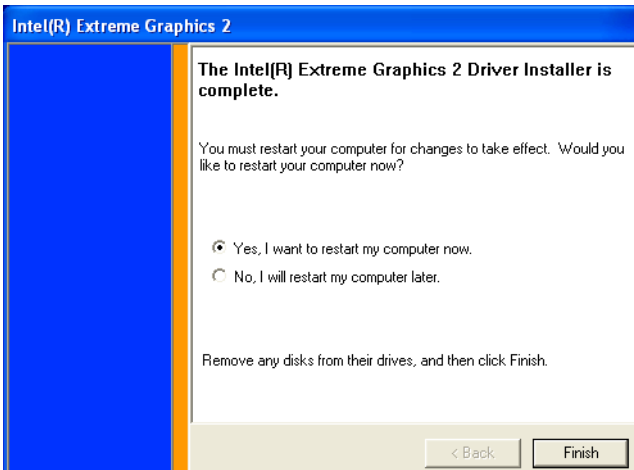 Intel(R) Extreme Graphics 2
The Intel(R) Extreme Graphics 2 Driver Installer is
complete.
You must restart your computer for changes to take effect.  Would you
like to restart your computer now?
Yes, I want to restart my computer now.
No, I will restart my computer later.
Remove any disks from their drives, and then click Finish.
< Back
Finish